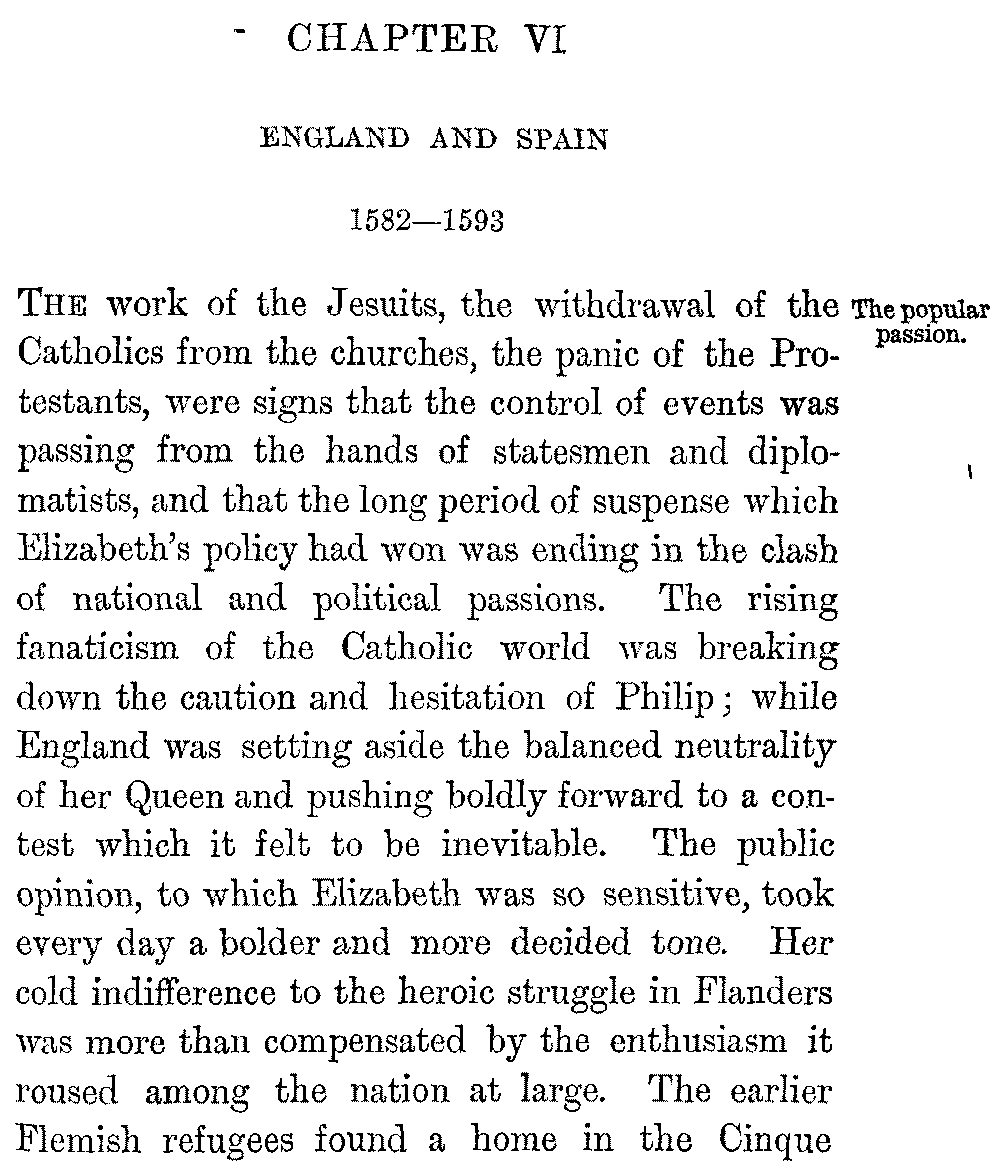 CHAPTER VI
ENGLAND AND SPAIN
1582—1593
THE work of the Jesuits, the withdrawal of the
Catholics from the churches, the panic of the Pro-
testants, were signs that the control of events was
passing from the hands of statesmen and diplo-
matists, and that the long period of suspense which
Elizabeth's policy had won was ending in the clash
of national and political passions. The rising
fanaticism of the Catholic world was breaking
down the caution and hesitation of Philip; while
England was setting aside the balanced neutrality
of her Queen and pushing boldly forward to a con-
test which it felt to be inevitable. The public
opinion, to which Elizabeth was so sensitive, took
every day a bolder and more decided tone. Her
cold indifference to the heroic struggle in Flanders
was more than compensated by the enthusiasm it
roused among the nation at large. The earlier
Flemish refugees found a home in the Cinque
The popular
passion.